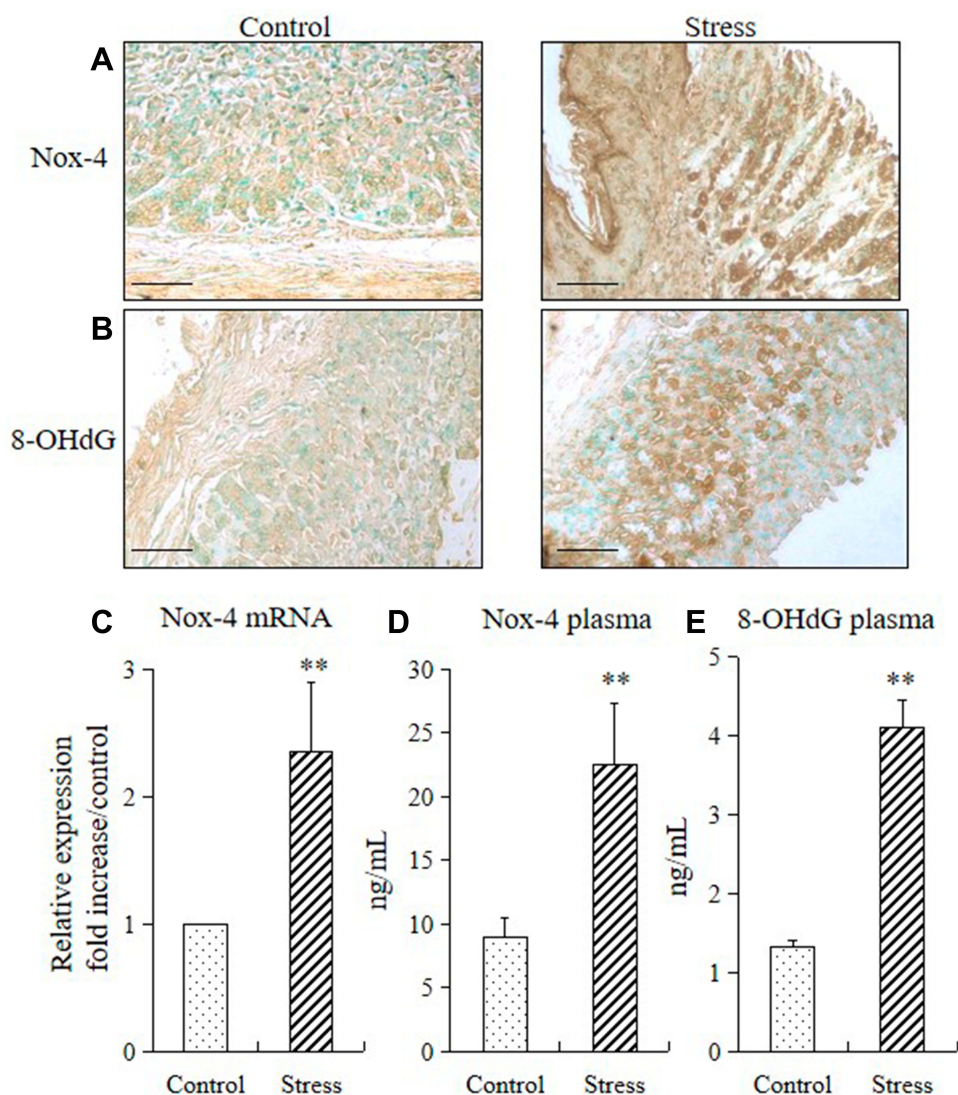 Control
Stress
A
Nox-4
B
8-OHdG
C
Nox-4 mRNA
Relative expression
fold increase/control
3
2
1
0
**
Control
Stress
D
Nox-4 plasma
ng/mL
30
25
20
15
10
5
0
**
Control
Stress
E
8-OHdG plasma
ng/mL
5
4
3
2
1
0
**
Control
Stress